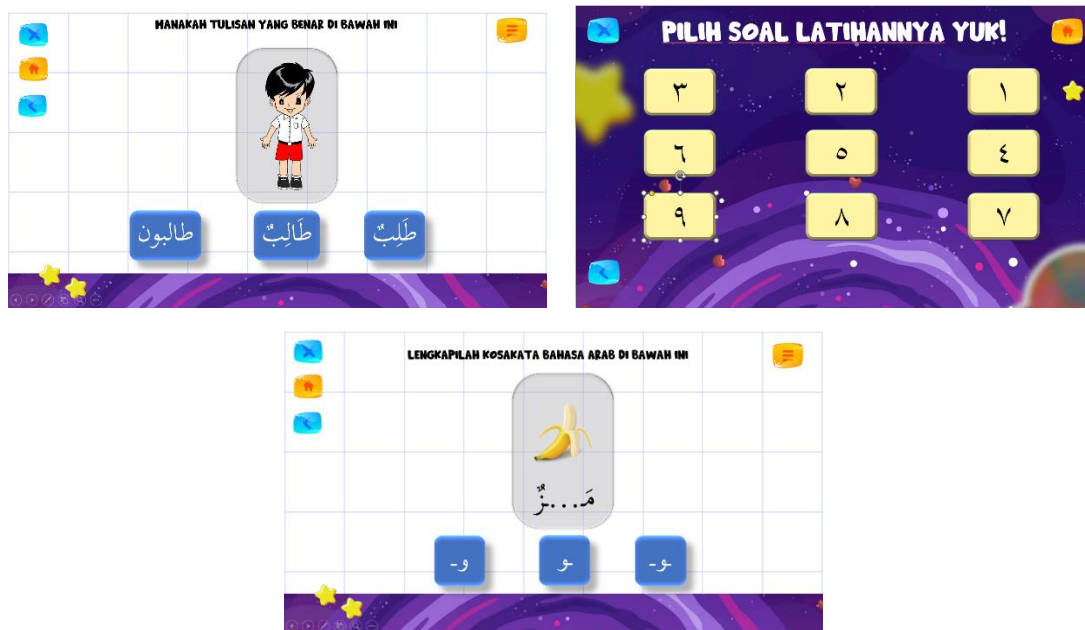 MANAKAH TULISAN YANG BENAR DI BAWAH INI
طَلِبٌ طَالِبٌ طالبون
PILIH SOAL LATIHANNYA YUK!
١ ٢ ٣
٤ ٥ ٦
٧ ٨ ٩
LENGKAPILAH KOSAKATA BAHASA ARAB DI BAWAH INI
مَـ...ـزٌ
ـو- ـو و-